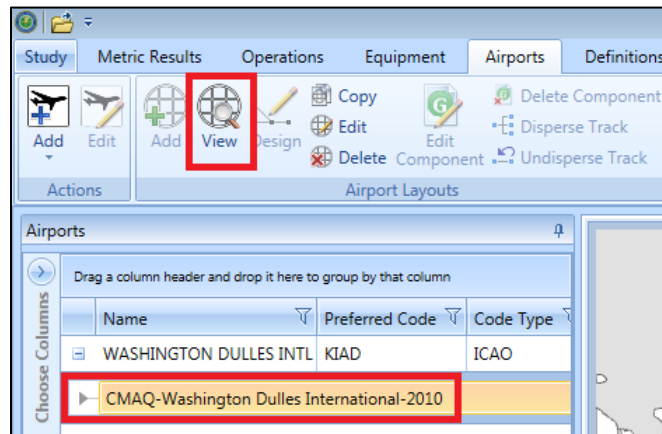 Study Metric Results Operations Equipment Airports Definitions
Add Edit Add View Design Copy Edit Delete Edit Component Delete Component Disperse Track Undisperse Track
Actions Airport Layouts
Airports
Choose Columns
Drag a column header and drop it here to group by that column
Name Preferred Code Code Type
WASHINGTON DULLES INTL KIAD ICAO
CMAQ-Washington Dulles International-2010